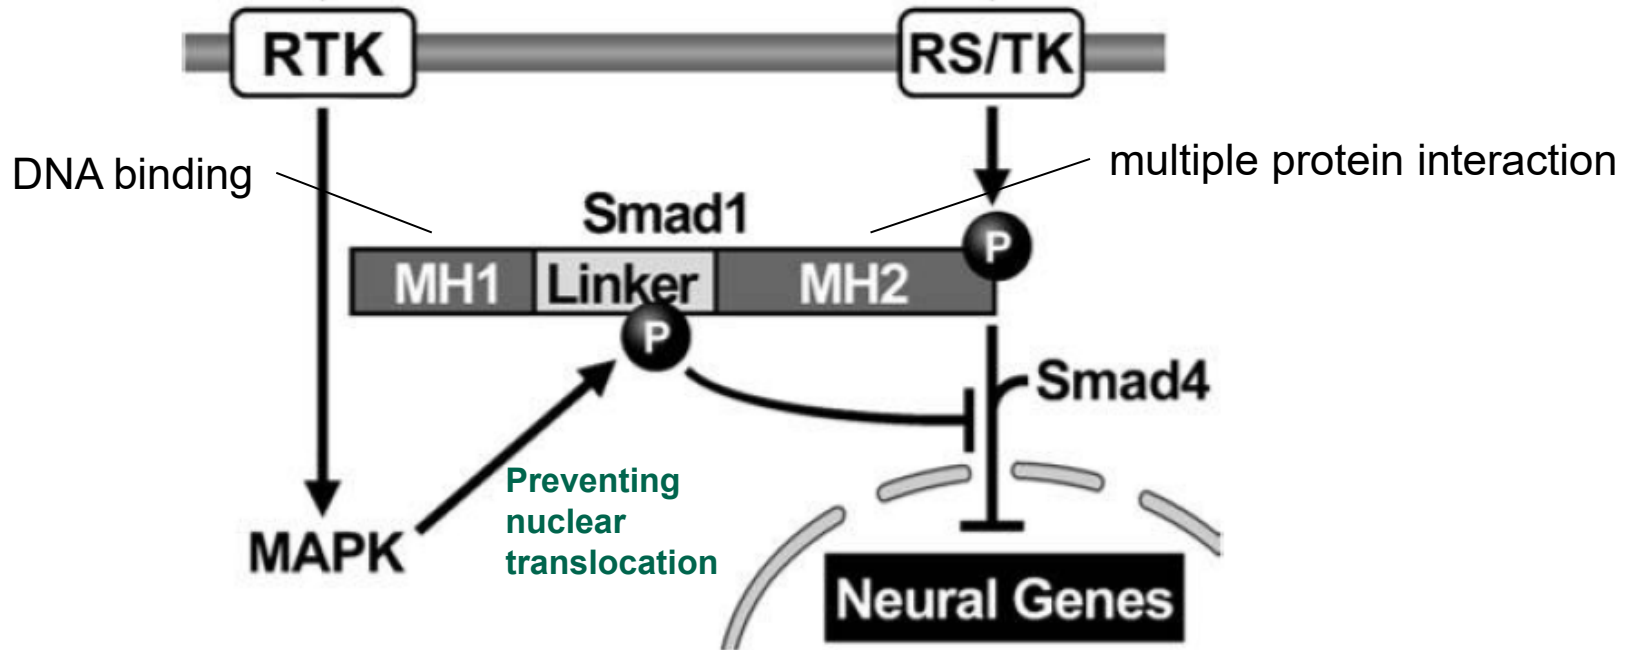 RTK
RS/TK
DNA binding
multiple protein interaction
Smad1
P
MH1
Linker
MH2
P
Smad4
Preventing
nuclear
translocation
MAPK
Neural Genes